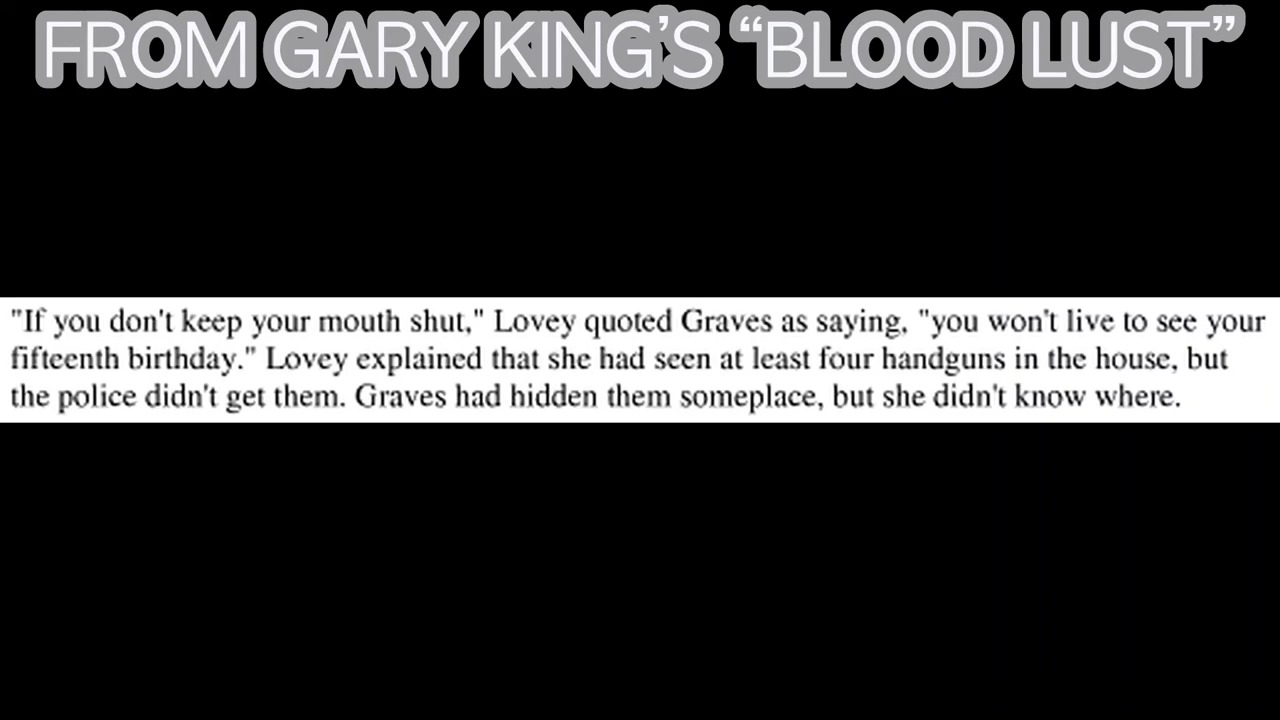 FROM GARY KING’S “BLOOD LUST”
"If you don't keep your mouth shut," Lovey quoted Graves as saying, "you won't live to see your
fifteenth birthday." Lovey explained that she had seen at least four handguns in the house, but
the police didn't get them. Graves had hidden them someplace, but she didn't know where.